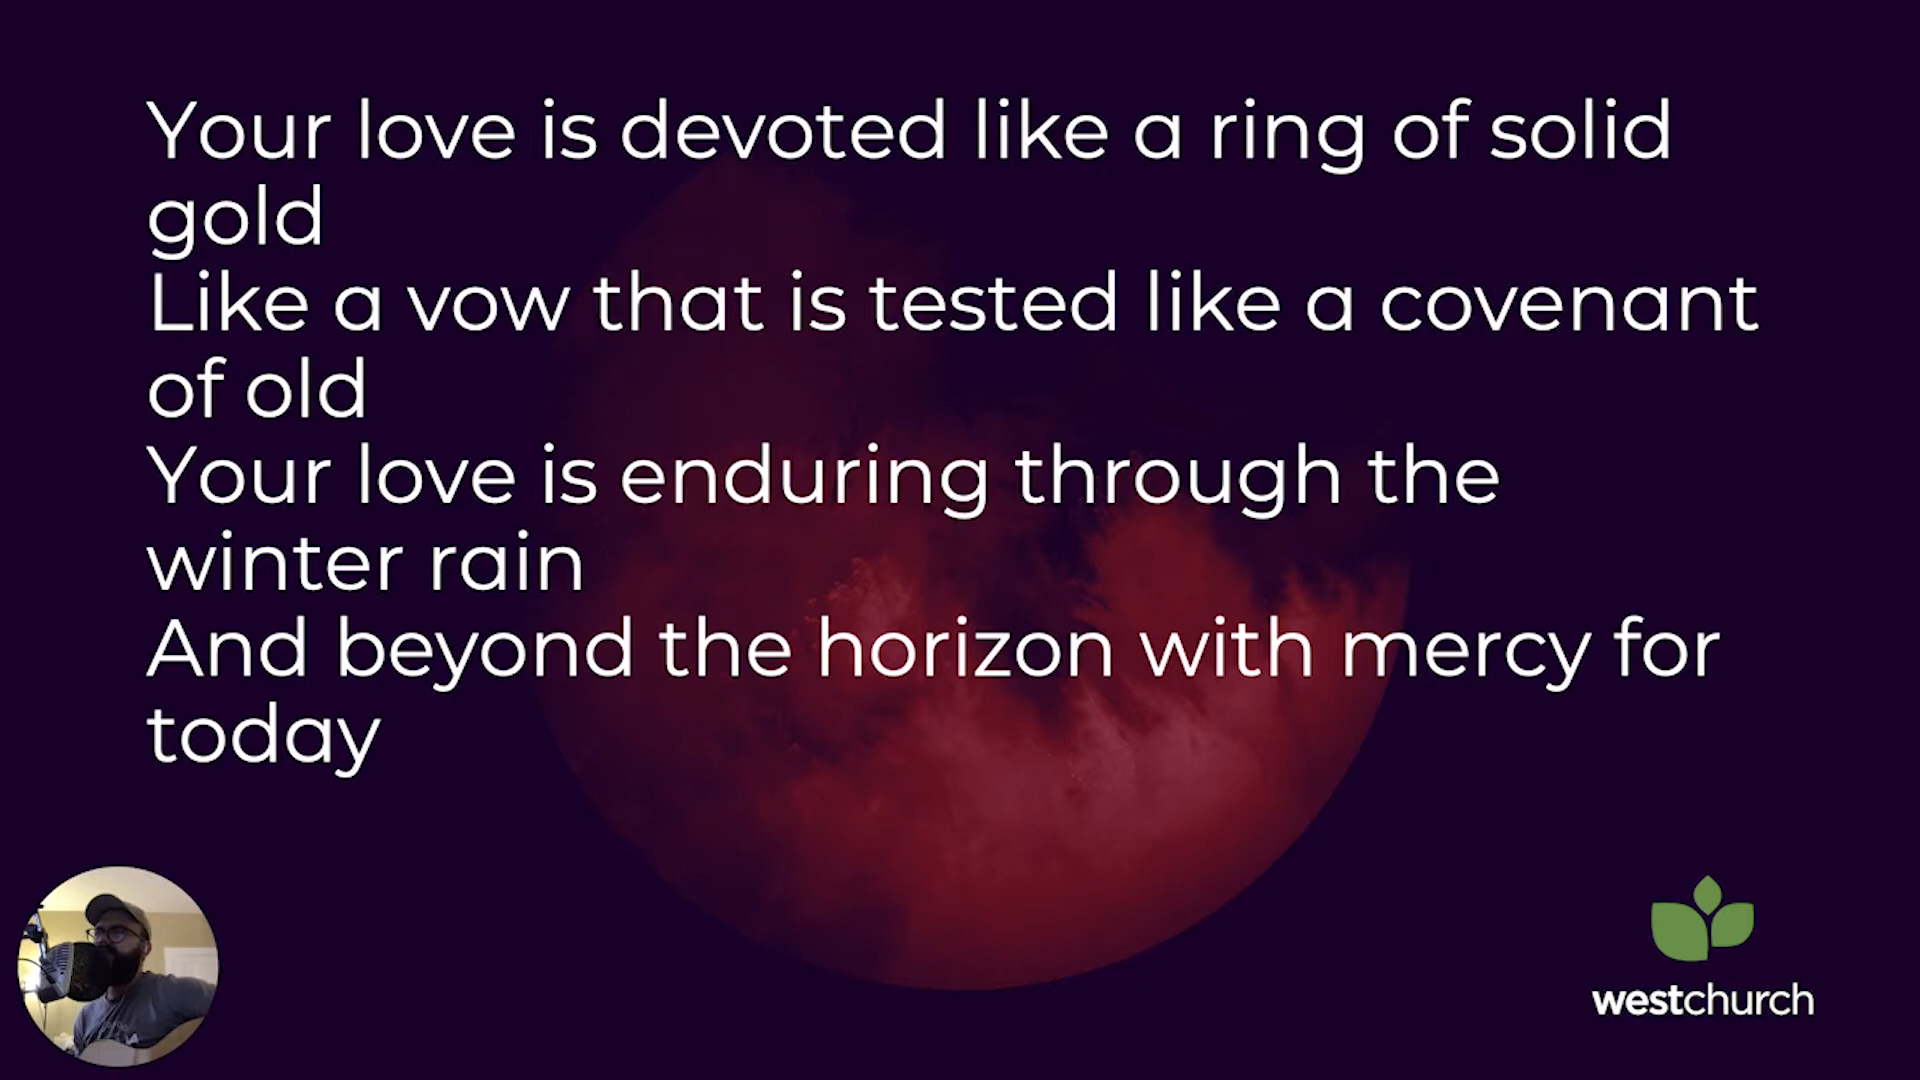 Your love is devoted like a ring of solid
gold
Like a vow that is tested like a covenant
of old
Your love is enduring through the
winter rain
And beyond the horizon with mercy for
today
westchurch